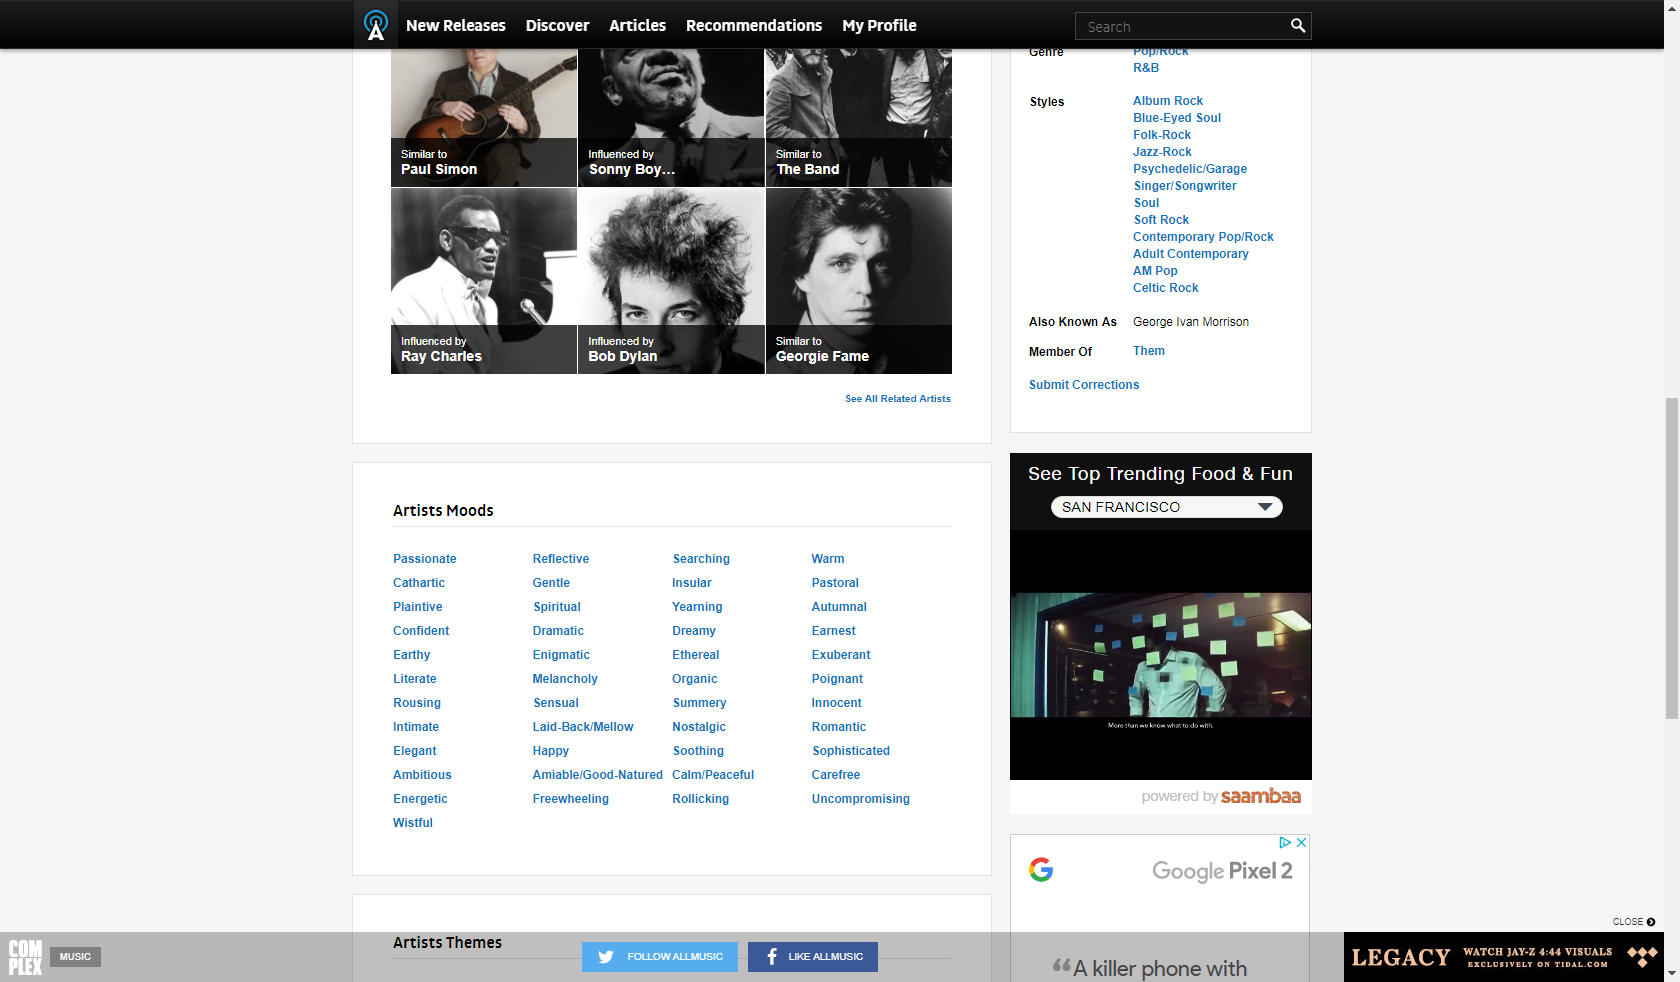 New Releases Discover Articles Recommendations My Profile
Search
Similar to
Paul Simon
Influenced by
Sonny Boy...
Similar to
The Band
Influenced by
Ray Charles
Influenced by
Bob Dylan
Similar to
Georgie Fame
See All Related Artists
Genre
Pop/Rock
R&B
Styles
Album Rock
Blue-Eyed Soul
Folk-Rock
Jazz-Rock
Psychedelic/Garage
Singer/Songwriter
Soul
Soft Rock
Contemporary Pop/Rock
Adult Contemporary
AM Pop
Celtic Rock
Also Known As George Ivan Morrison
Member Of Them
Submit Corrections
Artists Moods
Passionate Reflective Searching Warm
Cathartic Gentle Insular Pastoral
Plaintive Spiritual Yearning Autumnal
Confident Dramatic Dreamy Earnest
Earthy Enigmatic Ethereal Exuberant
Literate Melancholy Organic Poignant
Rousing Sensual Summery Innocent
Intimate Laid-Back/Mellow Nostalgic Romantic
Elegant Happy Soothing Sophisticated
Ambitious Amiable/Good-Natured Calm/Peaceful Carefree
Energetic Freewheeling Rollicking Uncompromising
Wistful
See Top Trending Food & Fun
SAN FRANCISCO
More than we know what to do with.
powered by saambaa
Google Pixel 2
“A killer phone with
Artists Themes
CLOSE
COM
PLEX
MUSIC
FOLLOW ALLMUSIC
LIKE ALLMUSIC
LEGACY
WATCH JAY-Z 4:44 VISUALS
EXCLUSIVELY ON TIDAL.COM